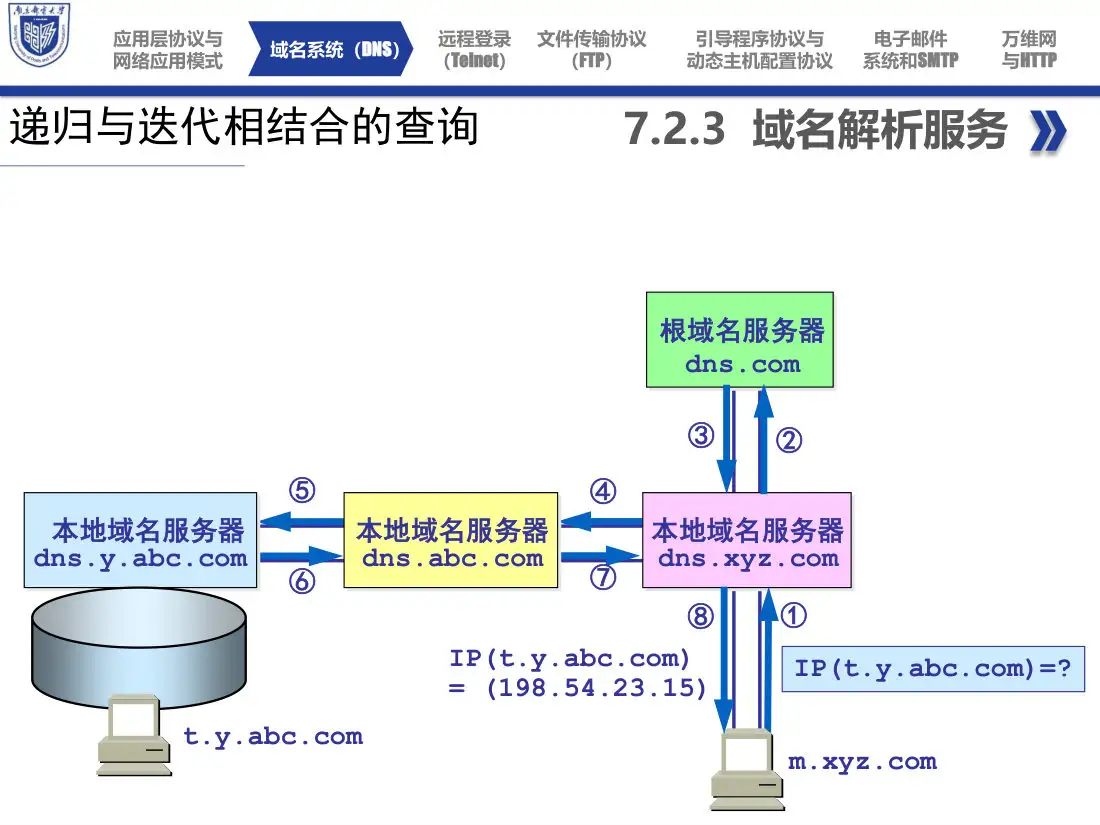 南京邮电大学
应用层协议与
网络应用模式
域名系统（DNS）
远程登录
（Telnet）
文件传输协议
（FTP）
引导程序协议与
动态主机配置协议
电子邮件
系统和SMTP
万维网
与HTTP
递归与迭代相结合的查询
7.2.3 域名解析服务
根域名服务器
dns.com
③
②
⑤
④
本地域名服务器
dns.y.abc.com
本地域名服务器
dns.abc.com
本地域名服务器
dns.xyz.com
⑥
⑦
⑧
①
IP(t.y.abc.com)
= (198.54.23.15)
IP(t.y.abc.com)=?
t.y.abc.com
m.xyz.com